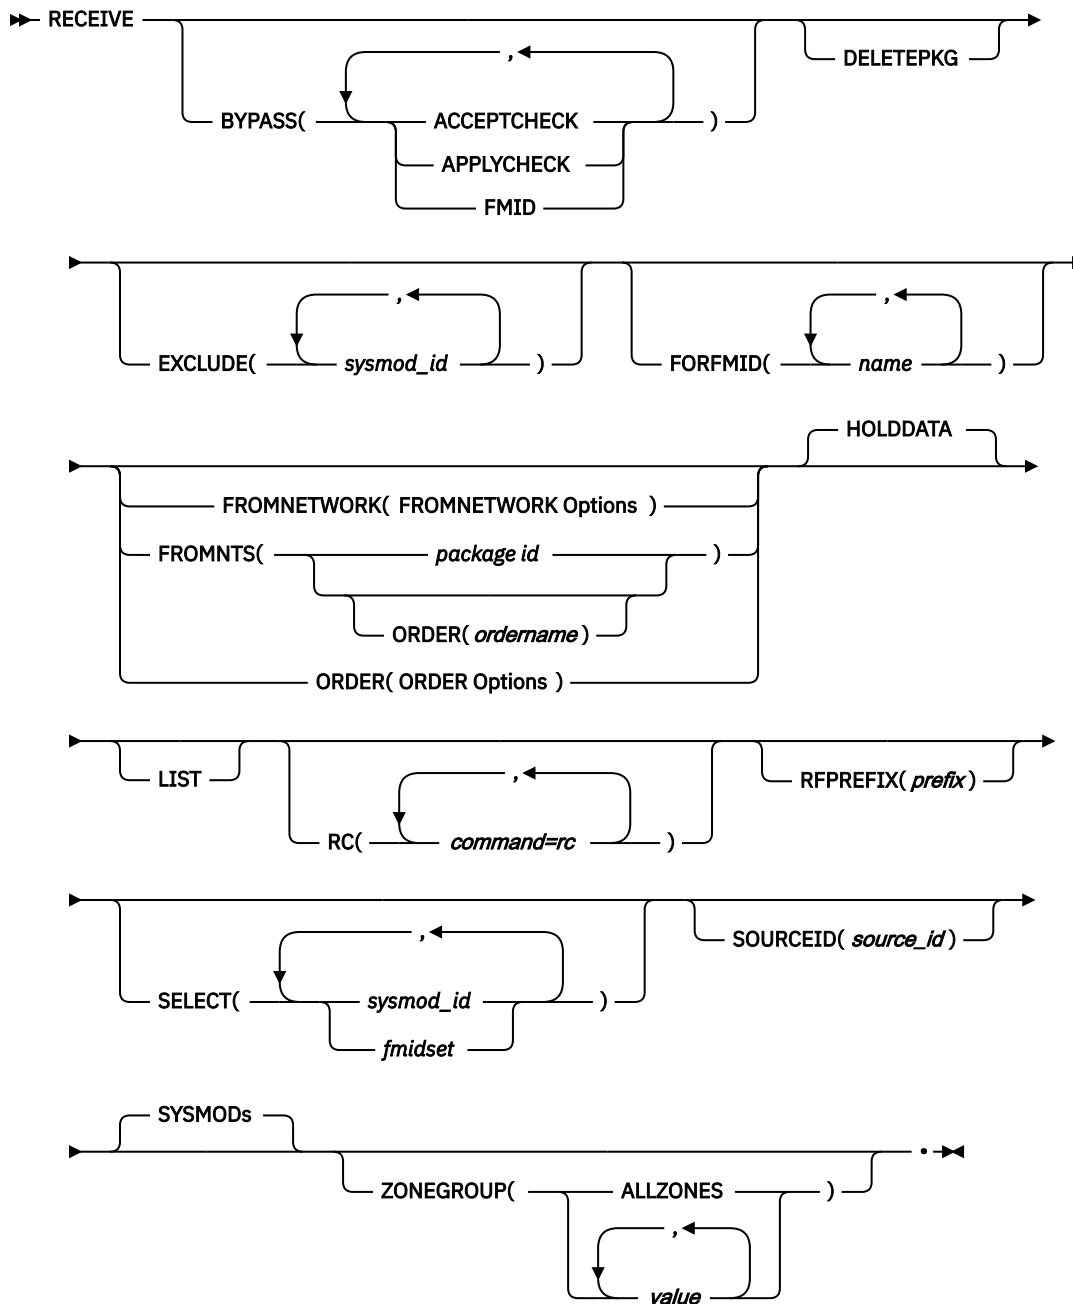 RECEIVE
,
DELETEPKG
BYPASS( ACCEPTCHECK )
APPLYCHECK
FMID
, ,
EXCLUDE( sysmod_id ) FORFMID( name )
HOLDDATA
FROMNETWORK( FROMNETWORK Options )
FROMNTS( package id )
ORDER( ordername )
ORDER( ORDER Options )
LIST , RFPREFIX( prefix )
RC( command=rc )
,
SOURCEID( source_id )
SELECT( sysmod_id )
fmidset
SYSMODs
.
ZONEGROUP( ALLZONES )
,
value